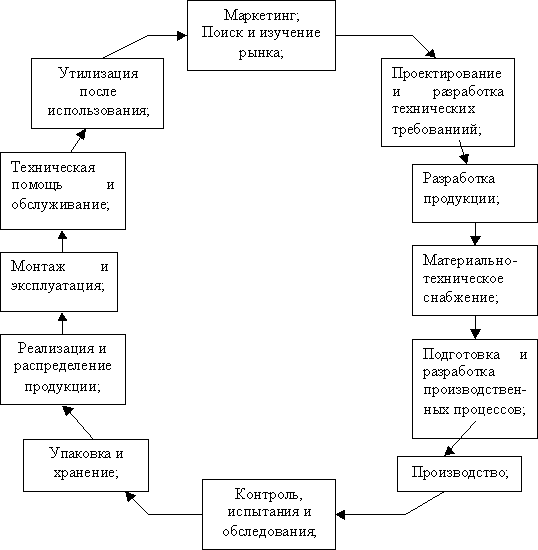 Маркетинг;
Поиск и изучение
рынка;
Проектирование
и разработка
технических
требованиий;
Разработка
продукции;
Материально-
техническое
снабжение;
Подготовка и
разработка
производствен-
ных процессов;
Производство;
Контроль,
испытания и
обследования;
Упаковка и
хранение;
Реализация и
распределение
продукции;
Монтаж и
эксплуатация;
Техническая
помощь и
обслуживание;
Утилизация
после
использования;